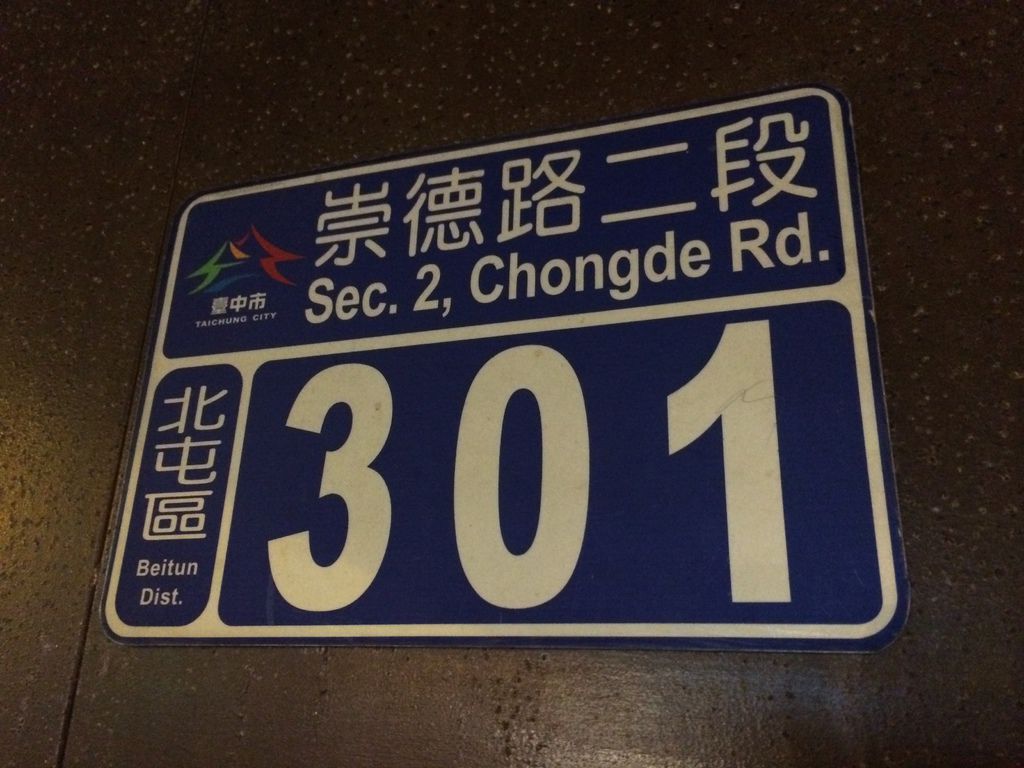 崇德路二段
Sec. 2, Chongde Rd.
臺中市
TAICHUNG CITY
北屯區
Beitun
Dist.
301